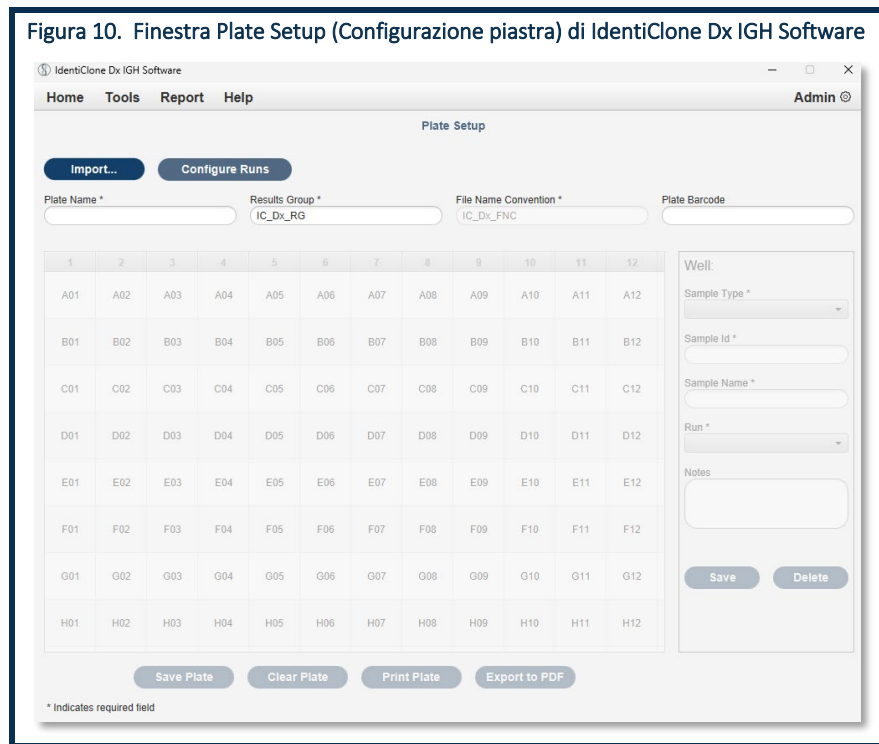 Figura 10. Finestra Plate Setup (Configurazione piastra) di IdentiClone Dx IGH Software
IdentiClone Dx IGH Software
Home Tools Report Help Admin
Plate Setup
Import... Configure Runs
Plate Name * Results Group * File Name Convention * Plate Barcode
IC_Dx_RG IC_Dx_FNC
1 2 3 4 5 6 7 8 9 10 11 12 Well:
A01 A02 A03 A04 A05 A06 A07 A08 A09 A10 A11 A12 Sample Type *
B01 B02 B03 B04 B05 B06 B07 B08 B09 B10 B11 B12 Sample Id *
C01 C02 C03 C04 C05 C06 C07 C08 C09 C10 C11 C12 Sample Name *
D01 D02 D03 D04 D05 D06 D07 D08 D09 D10 D11 D12 Run *
E01 E02 E03 E04 E05 E06 E07 E08 E09 E10 E11 E12 Notes
F01 F02 F03 F04 F05 F06 F07 F08 F09 F10 F11 F12
G01 G02 G03 G04 G05 G06 G07 G08 G09 G10 G11 G12 Save Delete
H01 H02 H03 H04 H05 H06 H07 H08 H09 H10 H11 H12
Save Plate Clear Plate Print Plate Export to PDF
* Indicates required field